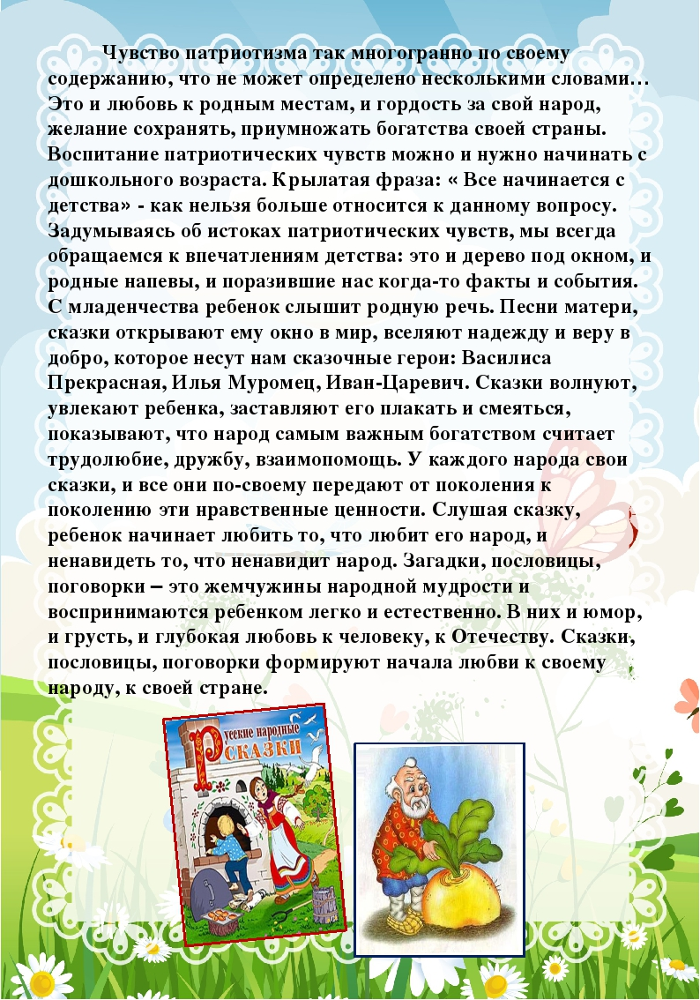 Чувство патриотизма так многогранно по своему
содержанию, что не может определено несколькими словами…
Это и любовь к родным местам, и гордость за свой народ,
желание сохранять, приумножать богатства своей страны.
Воспитание патриотических чувств можно и нужно начинать с
дошкольного возраста. Крылатая фраза: « Все начинается с
детства» - как нельзя больше относится к данному вопросу.
Задумываясь об истоках патриотических чувств, мы всегда
обращаемся к впечатлениям детства: это и дерево под окном, и
родные напевы, и поразившие нас когда-то факты и события.
С младенчества ребенок слышит родную речь. Песни матери,
сказки открывают ему окно в мир, вселяют надежду и веру в
добро, которое несут нам сказочные герои: Василиса
Прекрасная, Илья Муромец, Иван-Царевич. Сказки волнуют,
увлекают ребенка, заставляют его плакать и смеяться,
показывают, что народ самым важным богатством считает
трудолюбие, дружбу, взаимопомощь. У каждого народа свои
сказки, и все они по-своему передают от поколения к
поколению эти нравственные ценности. Слушая сказку,
ребенок начинает любить то, что любит его народ, и
ненавидеть то, что ненавидит народ. Загадки, пословицы,
поговорки – это жемчужины народной мудрости и
воспринимаются ребенком легко и естественно. В них и юмор,
и грусть, и глубокая любовь к человеку, к Отечеству. Сказки,
пословицы, поговорки формируют начала любви к своему
народу, к своей стране.
Русские народные
СКАЗКИ